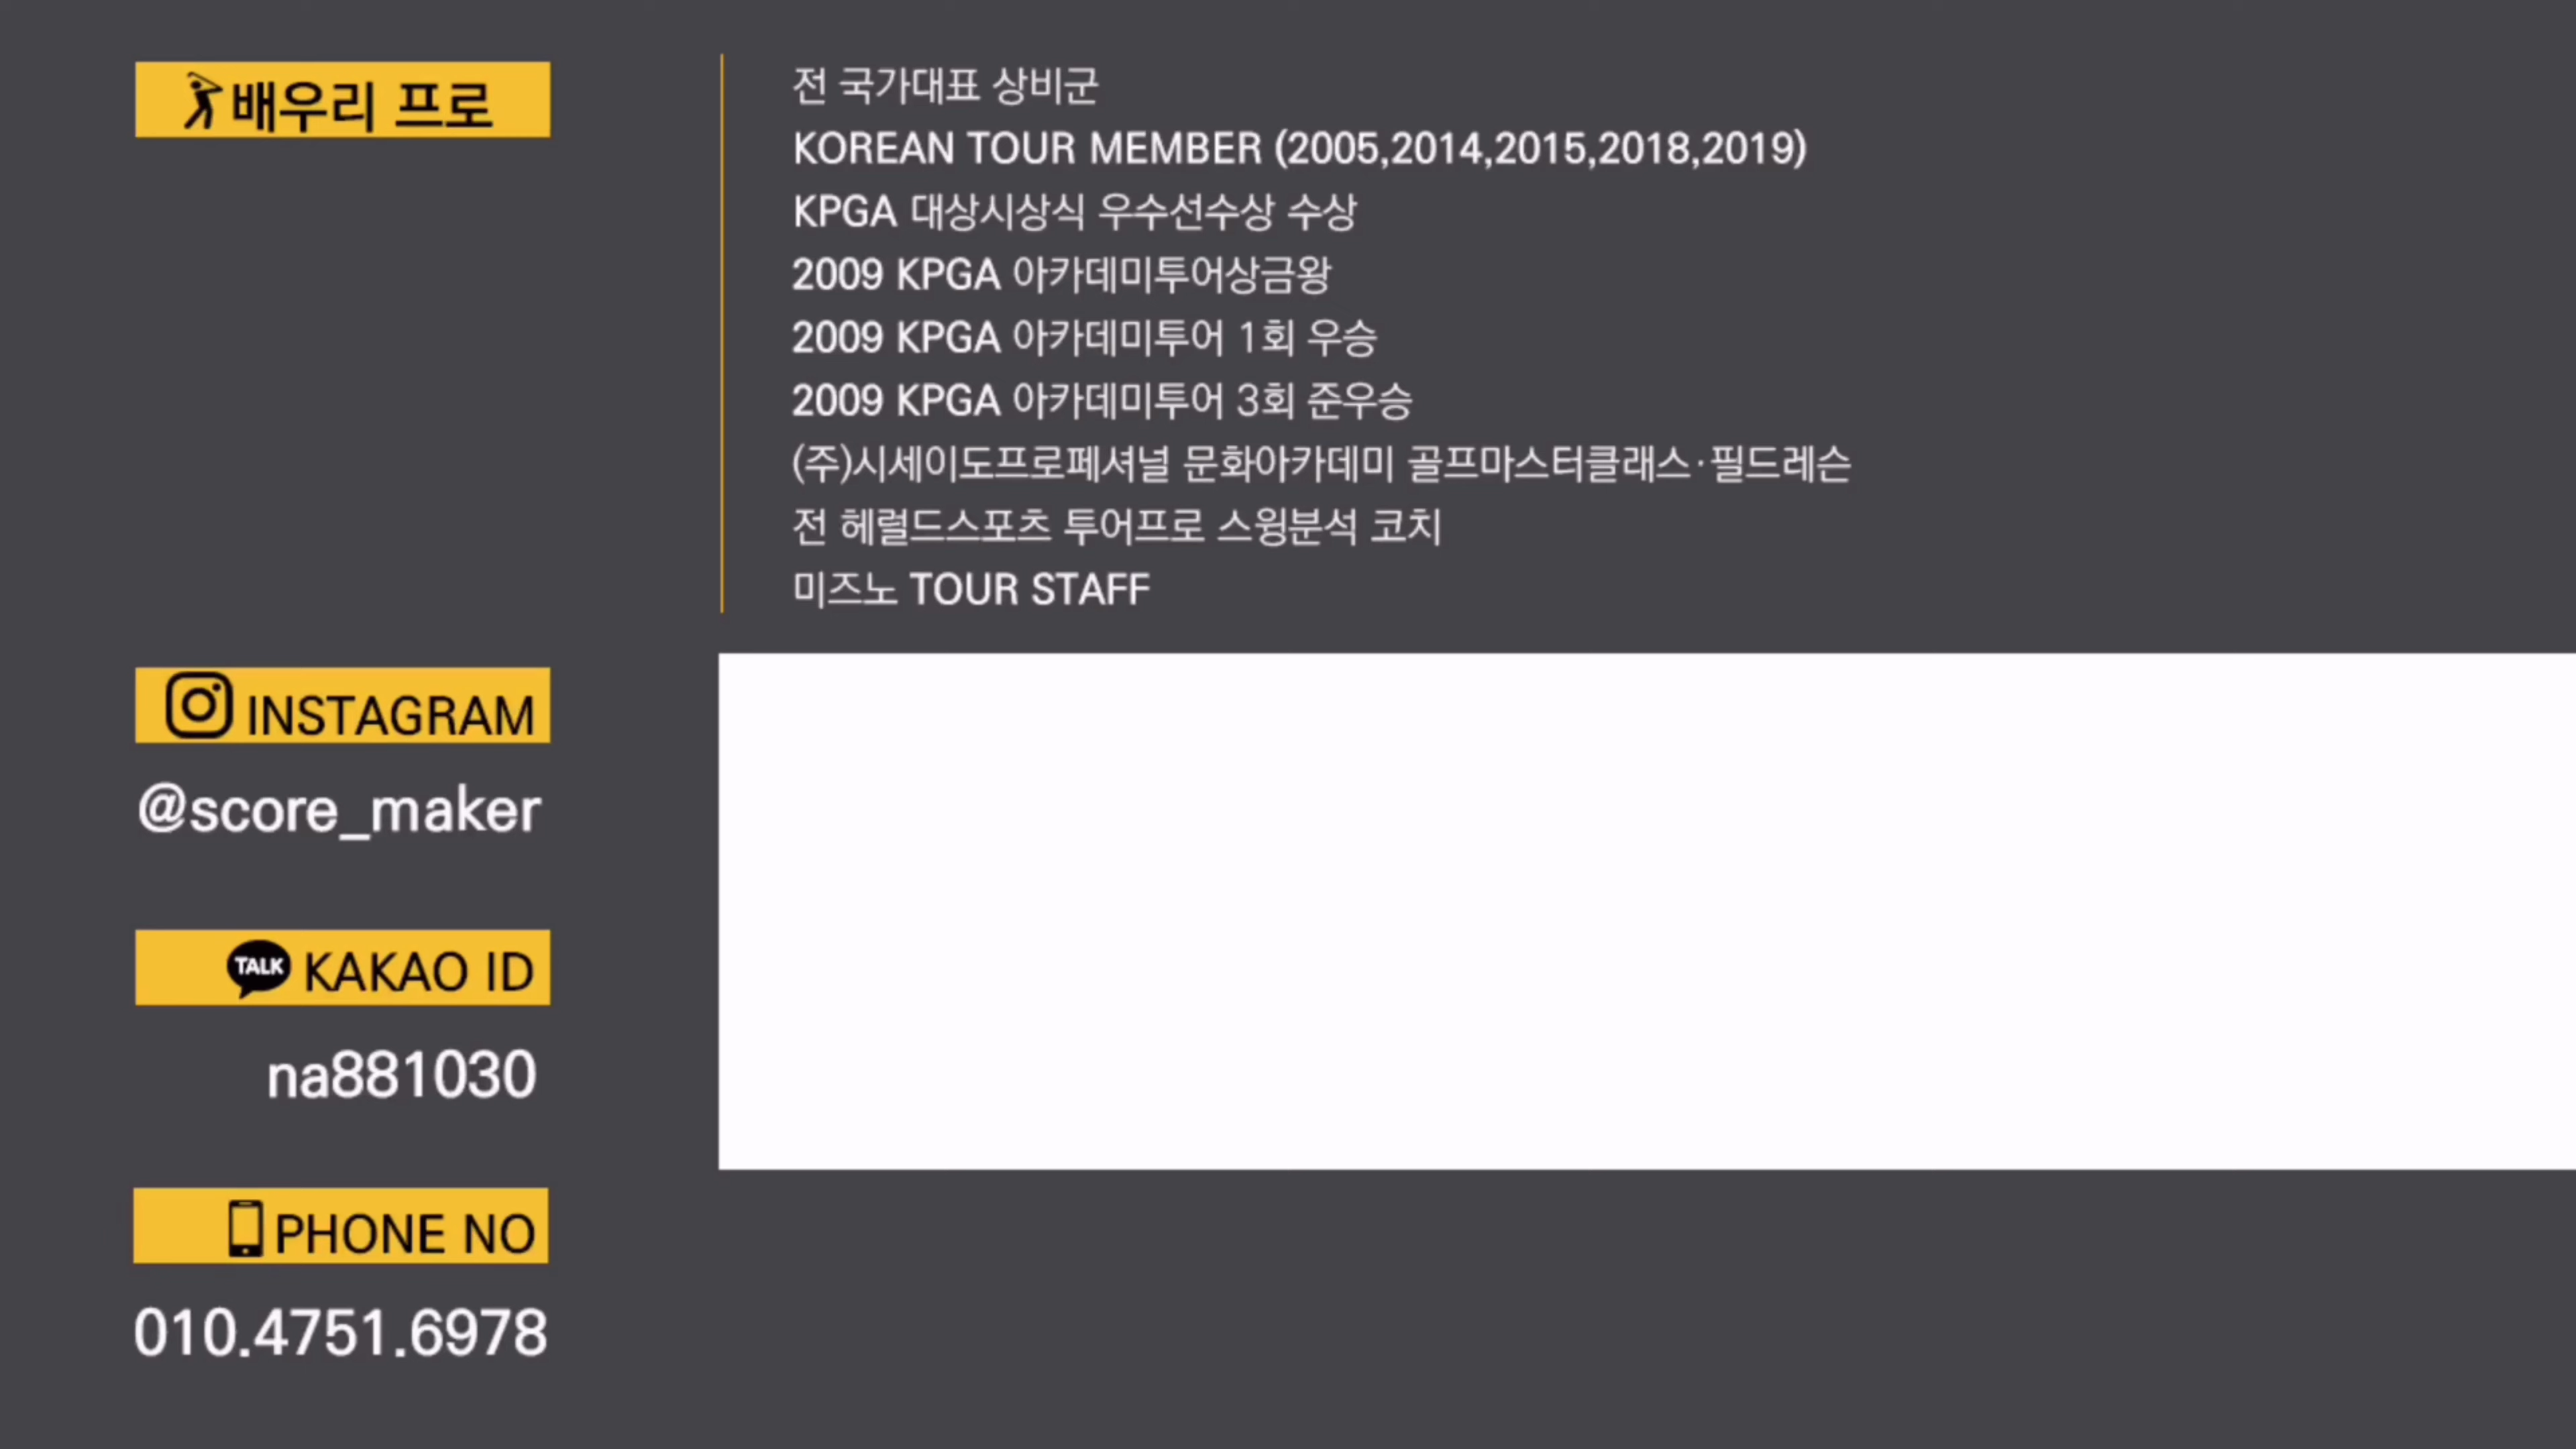 배우리 프로
전 국가대표 상비군
KOREAN TOUR MEMBER (2005,2014,2015,2018,2019)
KPGA 대상시상식 우수선수상 수상
2009 KPGA 아카데미투어상금왕
2009 KPGA 아카데미투어 1회 우승
2009 KPGA 아카데미투어 3회 준우승
(주)시세이도프로페셔널 문화아카데미 골프마스터클래스·필드레슨
전 헤럴드스포츠 투어프로 스윙분석 코치
미즈노 TOUR STAFF
INSTAGRAM
@score_maker
TALK KAKAO ID
na881030
PHONE NO
010.4751.6978